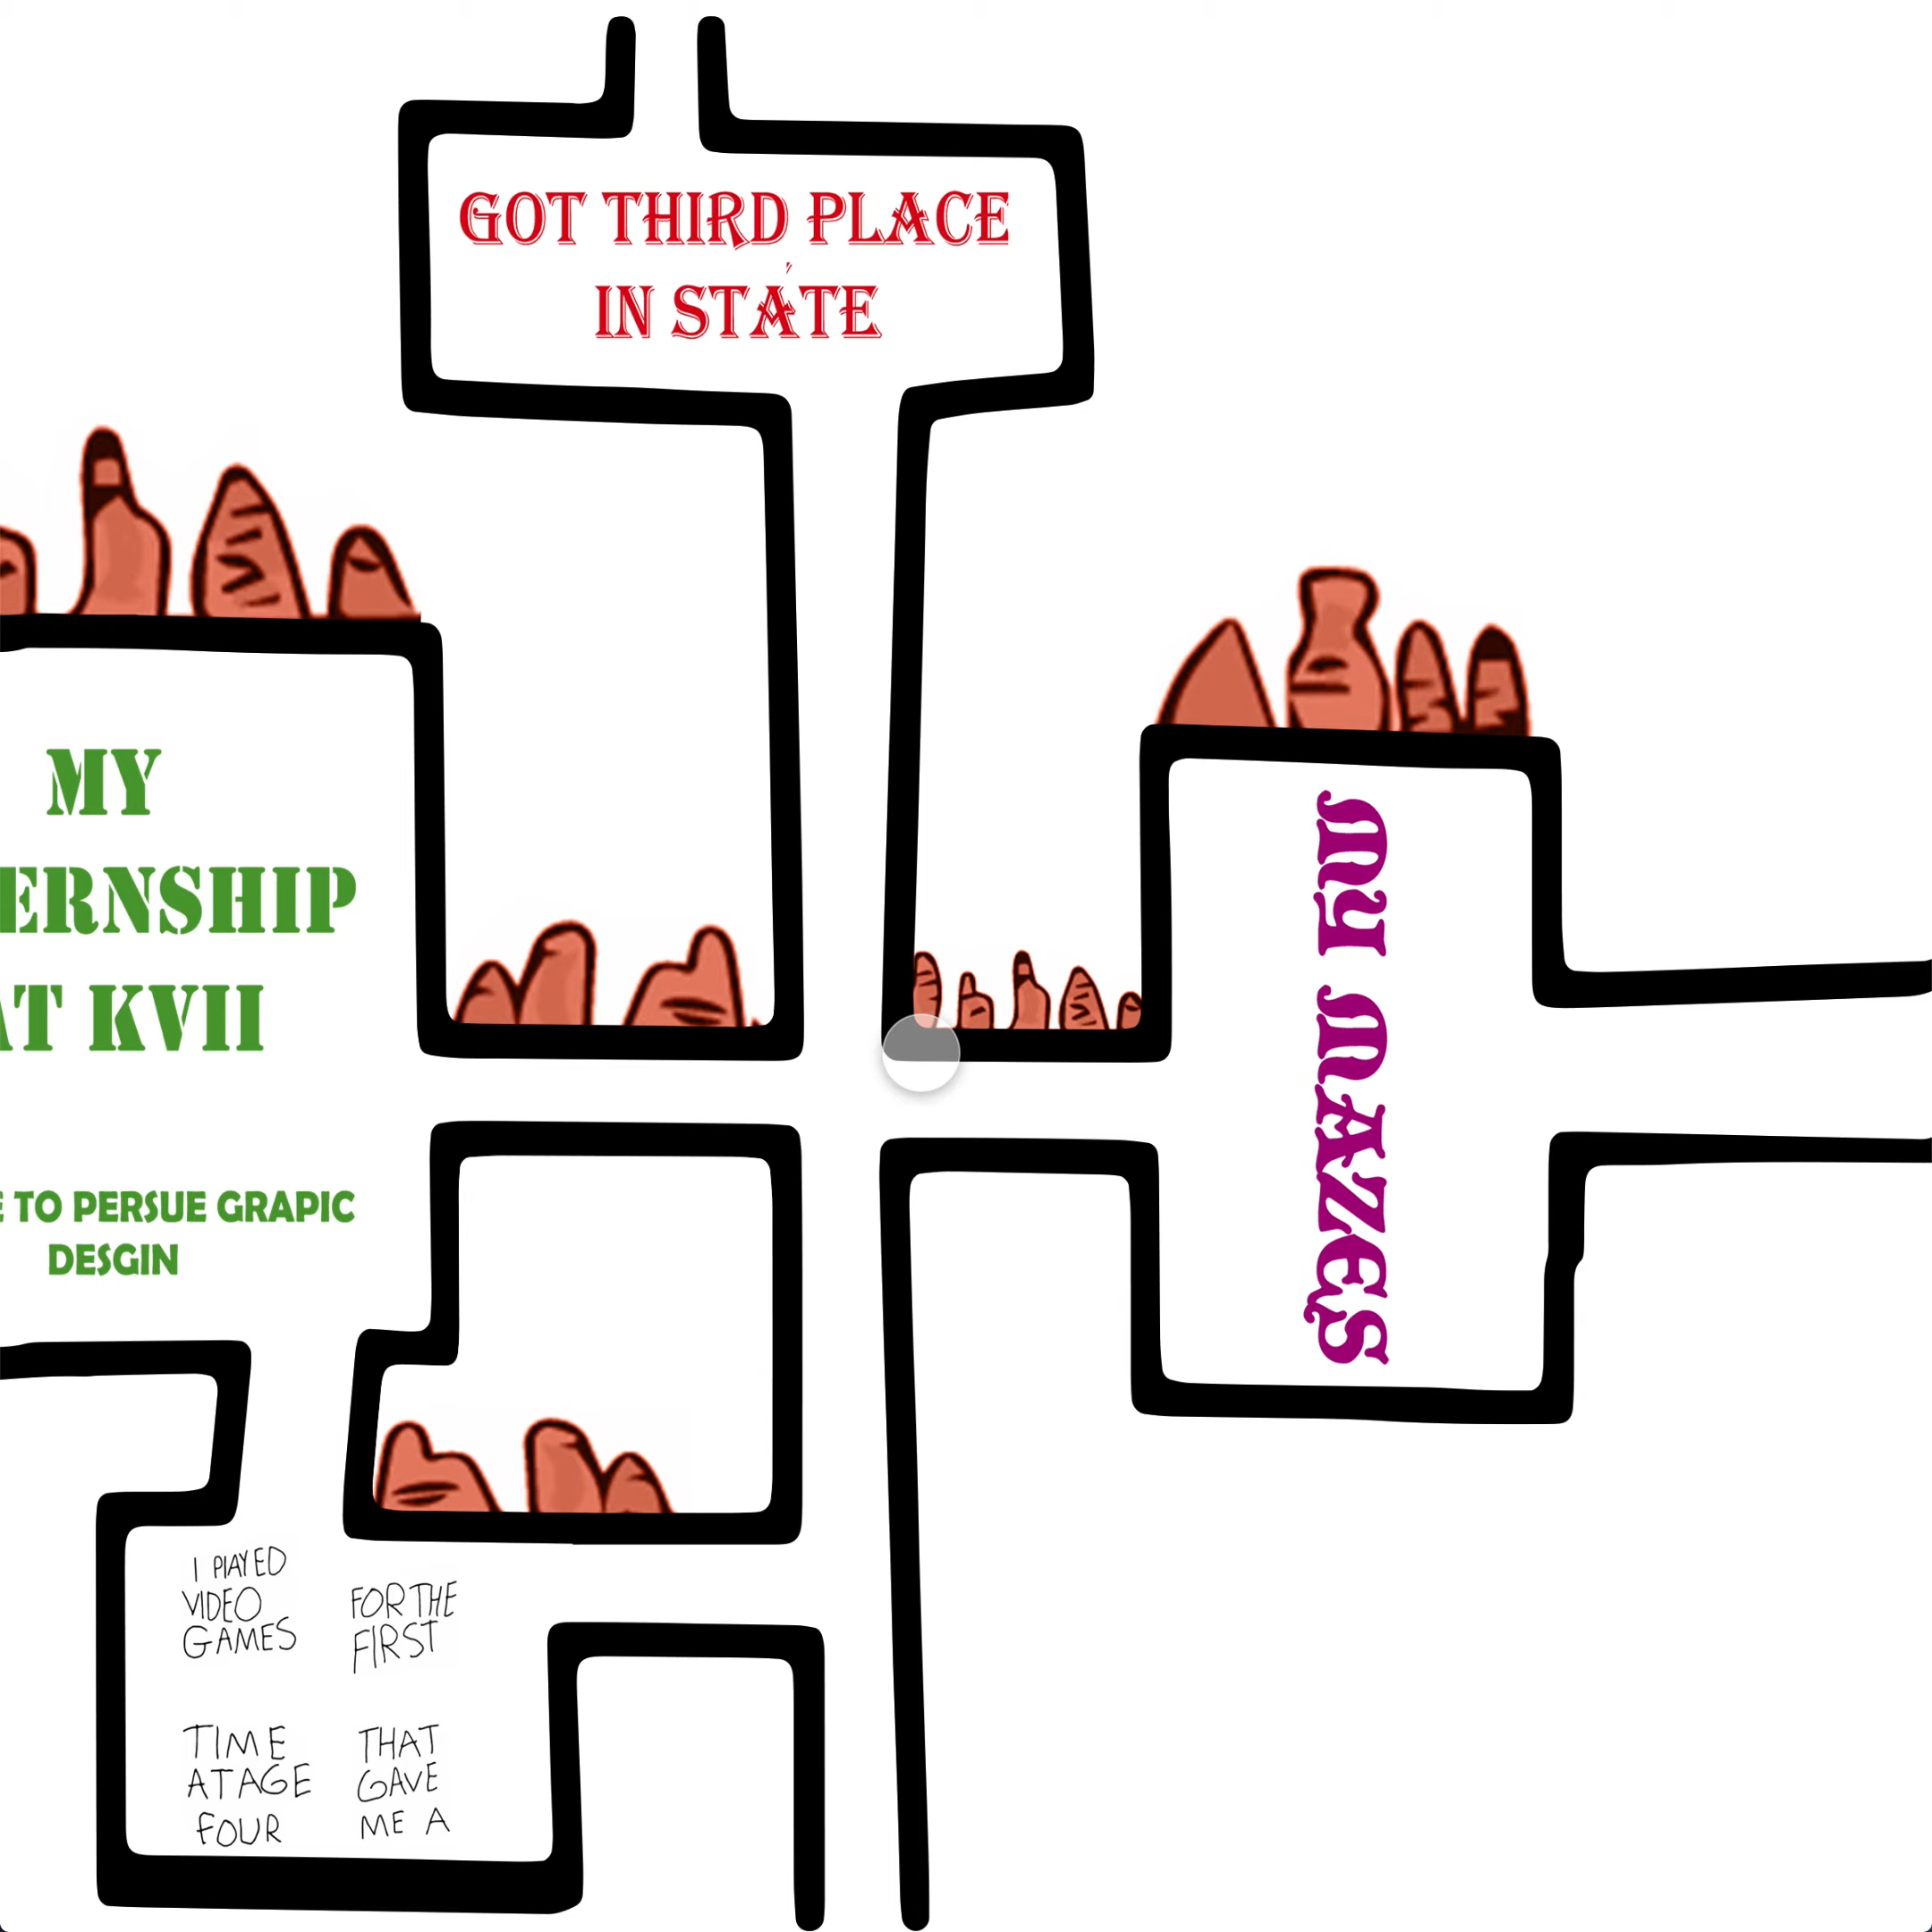 GOT THIRD PLACE
IN STATE
MY
ERNSHIP
AT KVII
E TO PERSUE GRAPIC
DESGIN
MY MAZES
I PlAYED
VIDEO
GAMES
FOR THE
FIRST
TIME
AT AGE
FOUR
THAT
GAVE
ME A